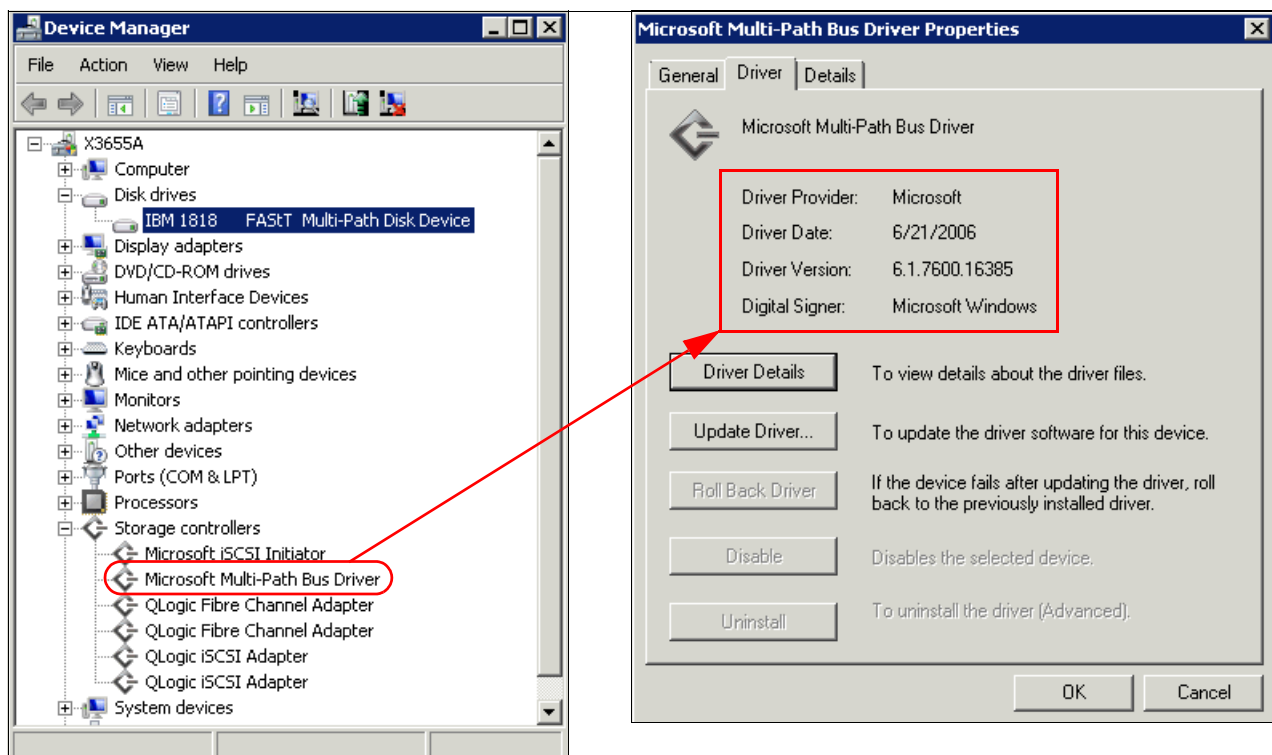 Device Manager
File Action View Help
X3655A
Computer
Disk drives
IBM 1818 FAStT Multi-Path Disk Device
Display adapters
DVD/CD-ROM drives
Human Interface Devices
IDE ATA/ATAPI controllers
Keyboards
Mice and other pointing devices
Monitors
Network adapters
Other devices
Ports (COM & LPT)
Processors
Storage controllers
Microsoft iSCSI Initiator
Microsoft Multi-Path Bus Driver
QLogic Fibre Channel Adapter
QLogic Fibre Channel Adapter
QLogic iSCSI Adapter
QLogic iSCSI Adapter
System devices
Microsoft Multi-Path Bus Driver Properties
General Driver Details
Microsoft Multi-Path Bus Driver
Driver Provider: Microsoft
Driver Date: 6/21/2006
Driver Version: 6.1.7600.16385
Digital Signer: Microsoft Windows
Driver Details To view details about the driver files.
Update Driver... To update the driver software for this device.
Roll Back Driver If the device fails after updating the driver, roll
back to the previously installed driver.
Disable Disables the selected device.
Uninstall To uninstall the driver (Advanced).
OK Cancel